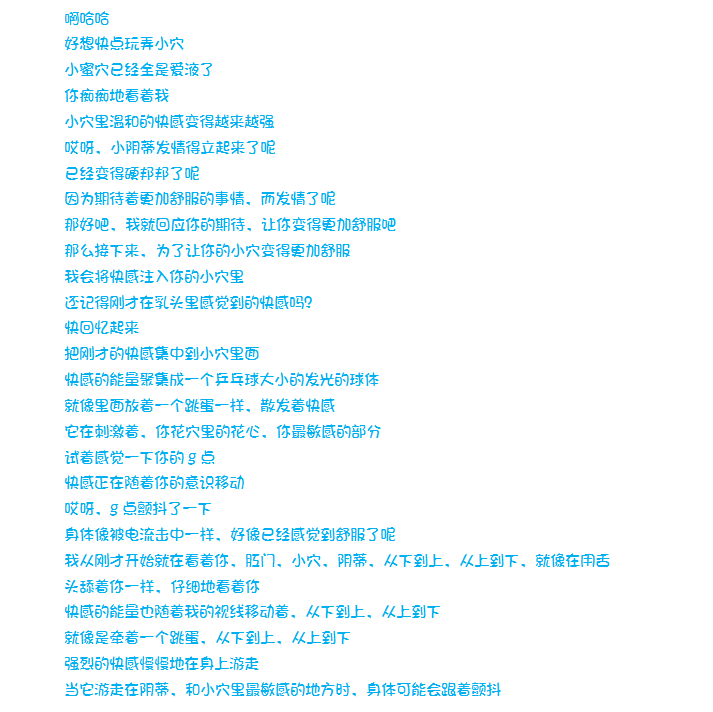 啊啥啥
好想快点玩弄小穴
小蜜穴已经全是爱液了
你痴痴地看着我
小穴里温和的快感变得越来越强
哎呀、小阴蒂发情得立起来了呢
已经变得硬邦邦了呢
因为期待着更加舒服的事情、而发情了呢
那好吧、我就回应你的期待、让你变得更加舒服吧
那么接下来、为了让你的小穴变得更加舒服
我会将快感注入你的小穴里
还记得刚才在乳头里感觉到的快感吗?
快回忆起来
把刚才的快感集中到小穴里面
快感的能量聚集成一个乒乓球大小的发光的球体
就像里面放着一个跳蛋一样、散发着快感
它在刺激着、你花穴里的花心、你最敏感的部分
试着感觉一下你的g点
快感正在随着你的意识移动
哎呀、g点颤抖了一下
身体像被电流击中一样、好像已经感觉到舒服了呢
我从刚才开始就在看着你、肛门、小穴、阴蒂、从下到上、从上到下、就像在用舌
头舔着你一样、仔细地看着你
快感的能量也随着我的视线移动着、从下到上、从上到下
就像是牵着一个跳蛋、从下到上、从上到下
强烈的快感慢慢地在身上游走
当它游走在阴蒂、和小穴里最敏感的地方时、身体可能会跟着颤抖